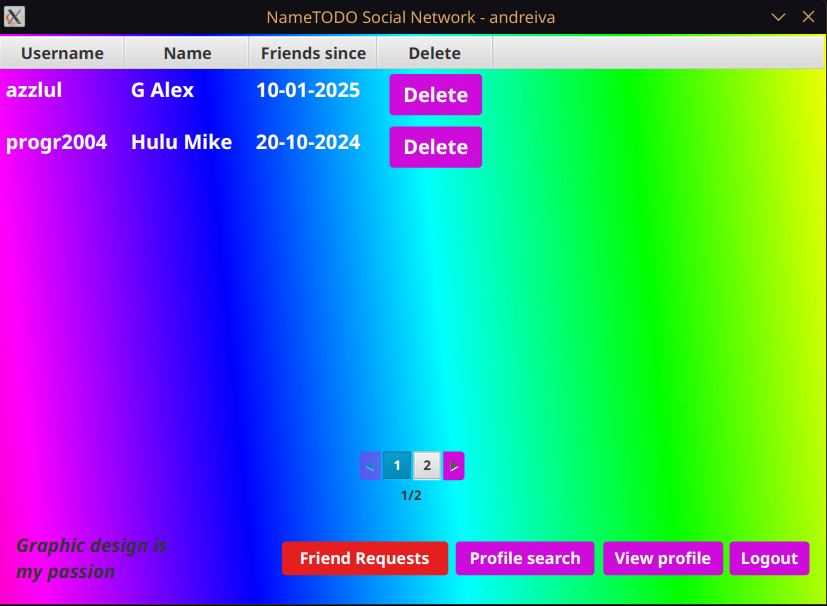 NameTODO Social Network - andreiva
Username Name Friends since Delete
azzlul G Alex 10-01-2025 Delete
progr2004 Hulu Mike 20-10-2024 Delete
1 2
1/2
Graphic design is
my passion
Friend Requests Profile search View profile Logout